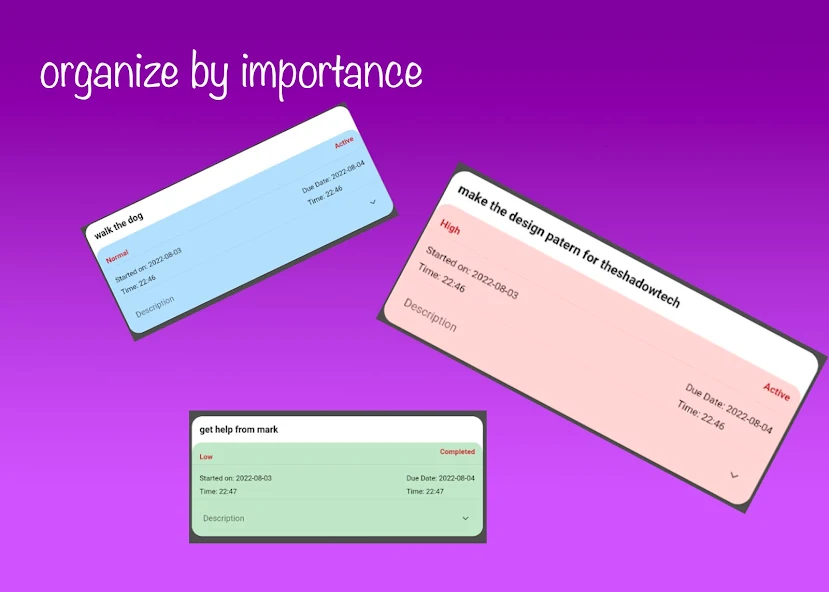 organize by importance
walk the dog
Normal
Active
Started on: 2022-08-03
Due Date: 2022-08-04
Time: 22:46
Time: 22:46
Description
make the design patern for theshadowtech
High
Active
Started on: 2022-08-03
Due Date: 2022-08-04
Time: 22:46
Time: 22:46
Description
get help from mark
Low
Completed
Started on: 2022-08-03
Due Date: 2022-08-04
Time: 22:47
Time: 22:47
Description